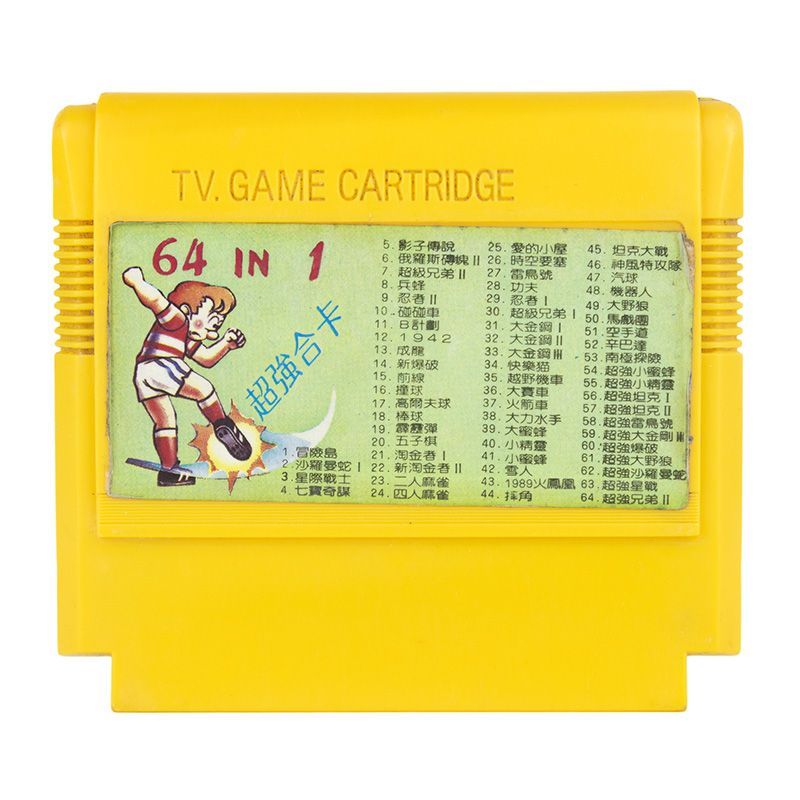 TV. GAME CARTRIDGE
64 IN 1
超強合卡
1. 冒險島
2. 沙羅曼蛇 I
3. 星際戰士
4. 七寶奇謀
5. 影子傳說
6. 俄羅斯磚塊 II
7. 超級兄弟 II
8. 兵蜂
9. 忍者 II
10. 碰碰車
11. B計劃
12. 1942
13. 成龍
14. 新爆破
15. 前線
16. 撞球
17. 高爾夫球
18. 棒球
19. 霹靂彈
20. 五子棋
21. 淘金者 I
22. 新淘金者 II
23. 二人麻雀
24. 四人麻雀
25. 愛的小屋
26. 時空要塞
27. 雷鳥號
28. 功夫
29. 忍者 I
30. 超級兄弟 I
31. 大金鋼 I
32. 大金鋼 II
33. 大金鋼 III
34. 快樂猫
35. 越野機車
36. 大賽車
37. 火箭車
38. 大力水手
39. 大蜜蜂
40. 小精靈
41. 小蜜蜂
42. 雪人
43. 1989火鳳凰
44. 摔角
45. 坦克大戰
46. 神風特攻隊
47. 汽球
48. 機器人
49. 大野狼
50. 馬戲團
51. 空手道
52. 辛巴達
53. 南極探險
54. 超強小蜜蜂
55. 超強小精靈
56. 超強坦克 I
57. 超強坦克 II
58. 超強雷鳥號
59. 超強大金剛 III
60. 超強爆破
61. 超強大野狼
62. 超強沙羅曼蛇
63. 超強星戰
64. 超強兄弟 II